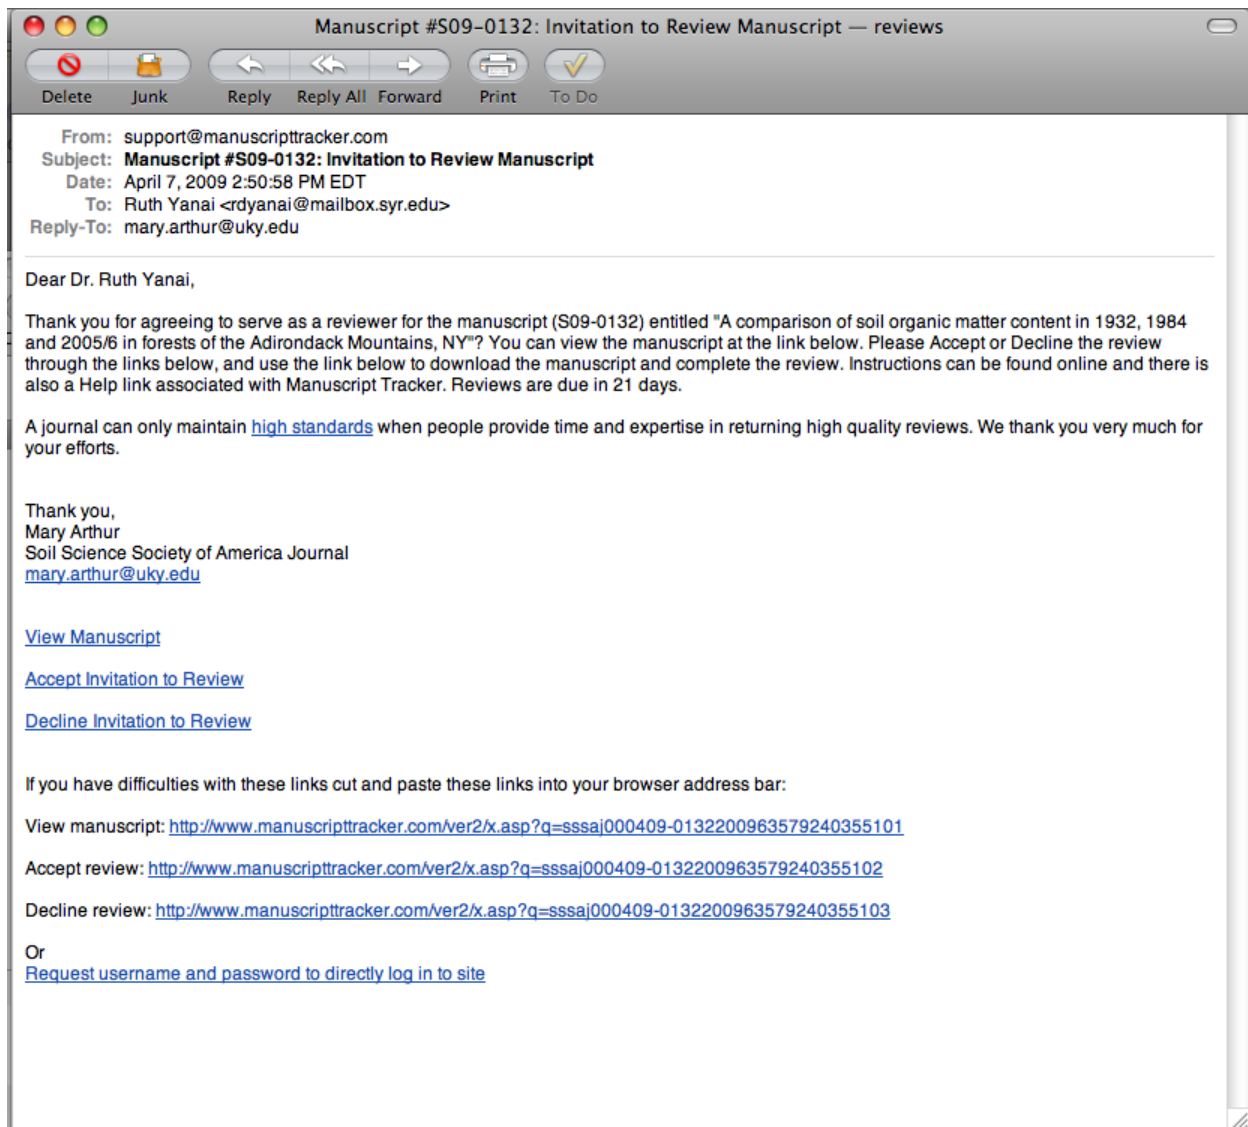 Manuscript #S09-0132: Invitation to Review Manuscript — reviews
Delete Junk Reply Reply All Forward Print To Do
From: support@manuscripttracker.com
Subject: Manuscript #S09-0132: Invitation to Review Manuscript
Date: April 7, 2009 2:50:58 PM EDT
To: Ruth Yanai <rdyanai@mailbox.syr.edu>
Reply-To: mary.arthur@uky.edu
Dear Dr. Ruth Yanai,
Thank you for agreeing to serve as a reviewer for the manuscript (S09-0132) entitled "A comparison of soil organic matter content in 1932, 1984
and 2005/6 in forests of the Adirondack Mountains, NY"? You can view the manuscript at the link below. Please Accept or Decline the review
through the links below, and use the link below to download the manuscript and complete the review. Instructions can be found online and there is
also a Help link associated with Manuscript Tracker. Reviews are due in 21 days.
A journal can only maintain high standards when people provide time and expertise in returning high quality reviews. We thank you very much for
your efforts.
Thank you,
Mary Arthur
Soil Science Society of America Journal
mary.arthur@uky.edu
View Manuscript
Accept Invitation to Review
Decline Invitation to Review
If you have difficulties with these links cut and paste these links into your browser address bar:
View manuscript: http://www.manuscripttracker.com/ver2/x.asp?q=sssaj000409-0132200963579240355101
Accept review: http://www.manuscripttracker.com/ver2/x.asp?q=sssaj000409-0132200963579240355102
Decline review: http://www.manuscripttracker.com/ver2/x.asp?q=sssaj000409-0132200963579240355103
Or
Request username and password to directly log in to site